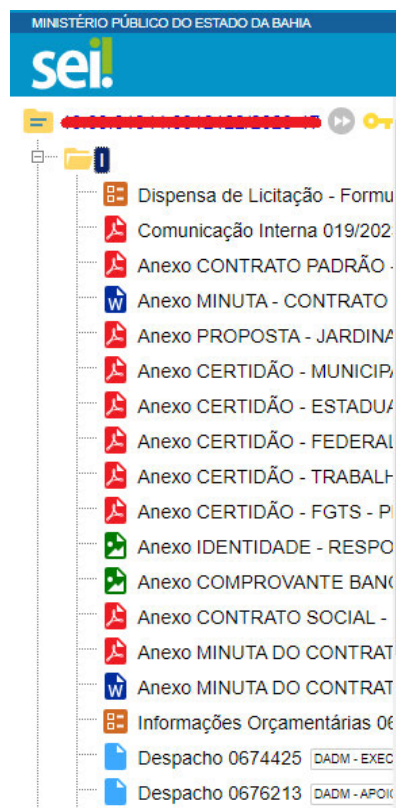 MINISTÉRIO PÚBLICO DO ESTADO DA BAHIA
sei!
I
Dispensa de Licitação - Formu
Comunicação Interna 019/202
Anexo CONTRATO PADRÃO -
Anexo MINUTA - CONTRATO
Anexo PROPOSTA - JARDINA
Anexo CERTIDÃO - MUNICIPA
Anexo CERTIDÃO - ESTADUA
Anexo CERTIDÃO - FEDERAL
Anexo CERTIDÃO - TRABALH
Anexo CERTIDÃO - FGTS - P
Anexo IDENTIDADE - RESPO
Anexo COMPROVANTE BANC
Anexo CONTRATO SOCIAL -
Anexo MINUTA DO CONTRAT
Anexo MINUTA DO CONTRAT
Informações Orçamentárias 06
Despacho 0674425 DADM - EXEC
Despacho 0676213 DADM - APOIO